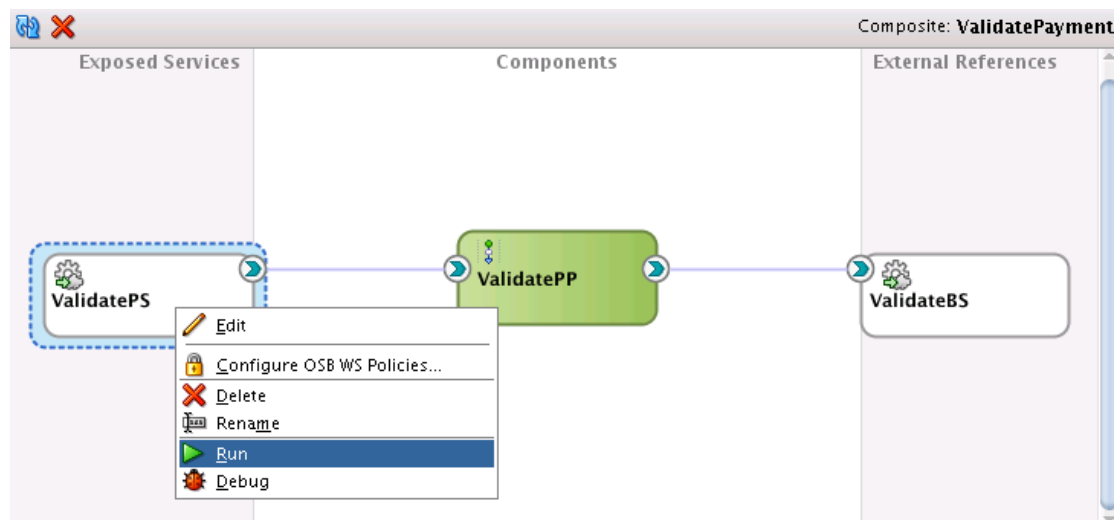 Composite: ValidatePayment
Exposed Services
Components
External References
ValidatePS
ValidatePP
ValidateBS
Edit
Configure OSB WS Policies...
Delete
Rename
Run
Debug